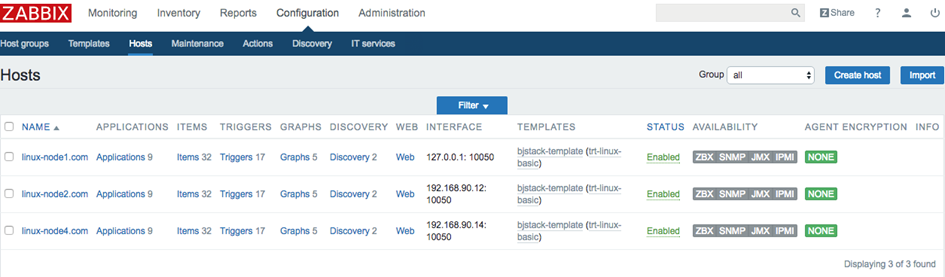 ZABBIX Monitoring Inventory Reports Configuration Administration Z Share ?
Host groups Templates Hosts Maintenance Actions Discovery IT services
Hosts Group all Create host Import
Filter
NAME APPLICATIONS ITEMS TRIGGERS GRAPHS DISCOVERY WEB INTERFACE TEMPLATES STATUS AVAILABILITY AGENT ENCRYPTION INFO
linux-node1.com Applications 9 Items 32 Triggers 17 Graphs 5 Discovery 2 Web 127.0.0.1: 10050 bjstack-template (trt-linux-
basic) Enabled ZBX SNMP JMX IPMI NONE
linux-node2.com Applications 9 Items 32 Triggers 17 Graphs 5 Discovery 2 Web 192.168.90.12:
10050 bjstack-template (trt-linux-
basic) Enabled ZBX SNMP JMX IPMI NONE
linux-node4.com Applications 9 Items 32 Triggers 17 Graphs 5 Discovery 2 Web 192.168.90.14:
10050 bjstack-template (trt-linux-
basic) Enabled ZBX SNMP JMX IPMI NONE
Displaying 3 of 3 found